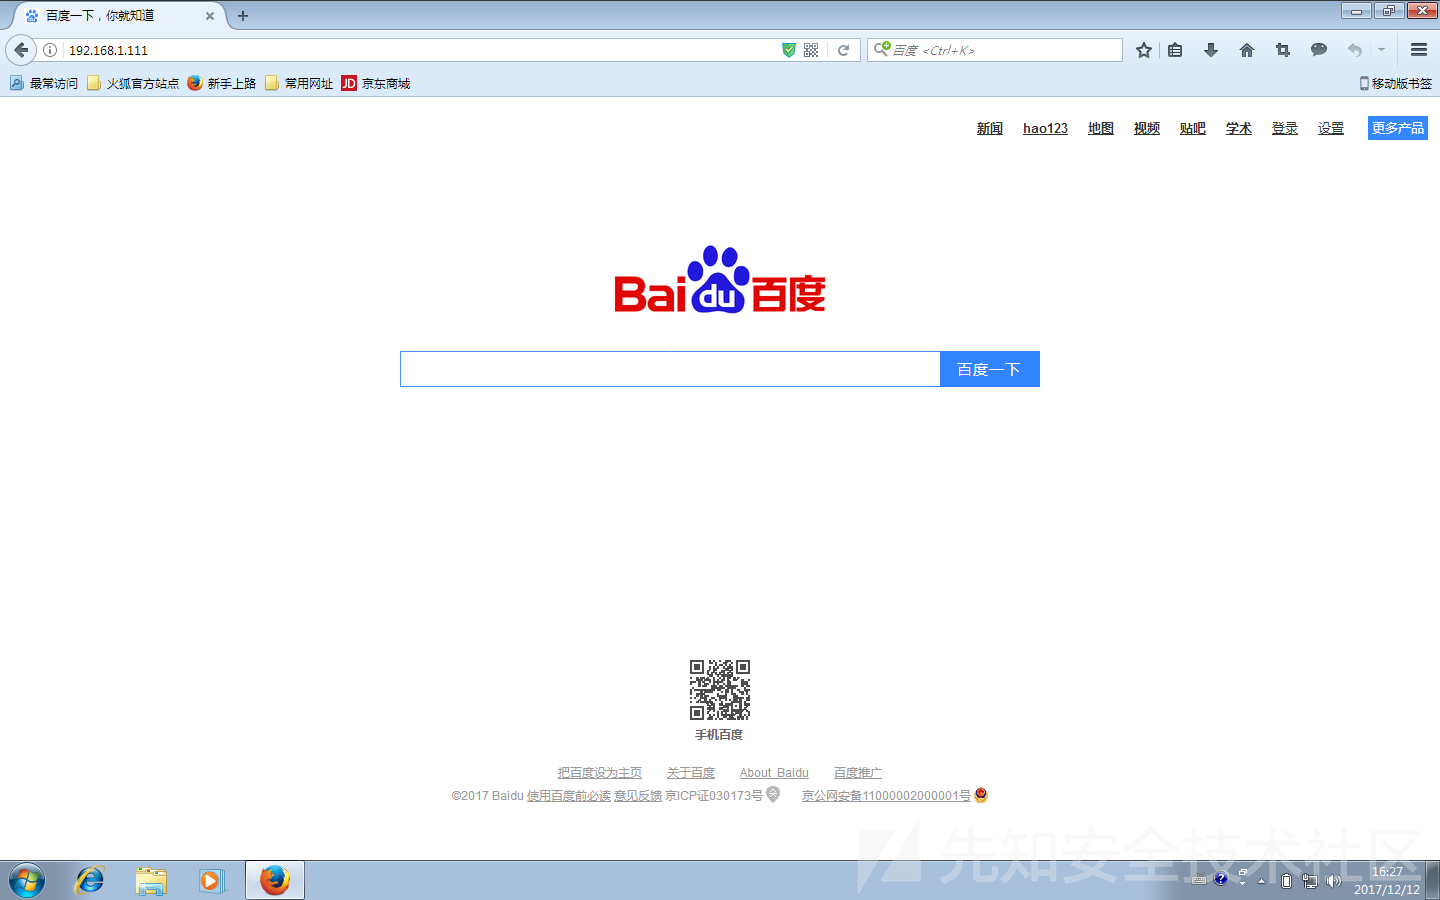 百度一下，你就知道
192.168.1.111
百度 <Ctrl+K>
最常访问 火狐官方站点 新手上路 常用网址 JD 京东商城 移动版书签
新闻 hao123 地图 视频 贴吧 学术 登录 设置 更多产品
Bai du 百度
百度一下
手机百度
把百度设为主页 关于百度 About Baidu 百度推广
©2017 Baidu 使用百度前必读 意见反馈 京ICP证030173号 京公网安备11000002000001号
先知安全技术社区
16:27
2017/12/12